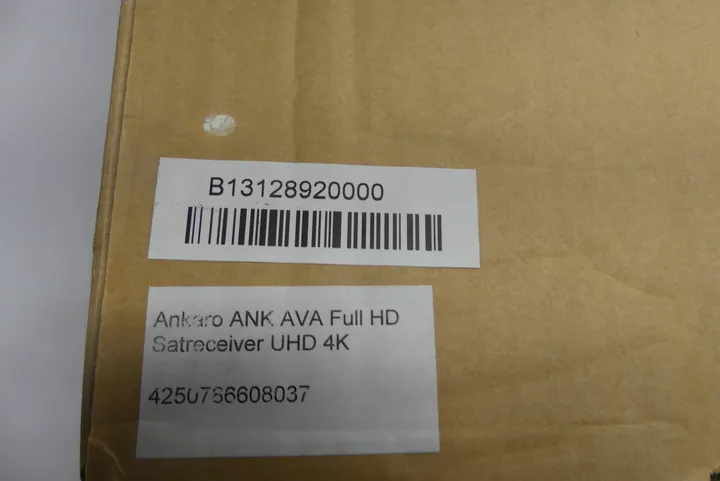 B13128920000
Ankaro ANK AVA Full HD
Satreceiver UHD 4K
4250766608037